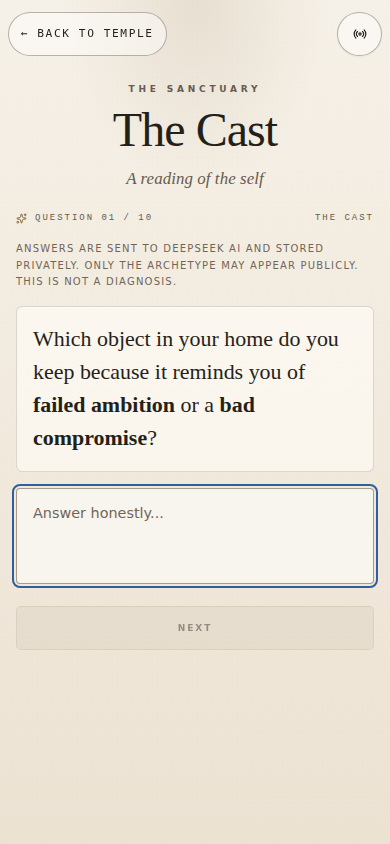 ← BACK TO TEMPLE
THE SANCTUARY
The Cast
A reading of the self
QUESTION 01 / 10
THE CAST
ANSWERS ARE SENT TO DEEPSEEK AI AND STORED
PRIVATELY. ONLY THE ARCHETYPE MAY APPEAR PUBLICLY.
THIS IS NOT A DIAGNOSIS.
Which object in your home do you
keep because it reminds you of
failed ambition or a bad
compromise?
Answer honestly...
NEXT